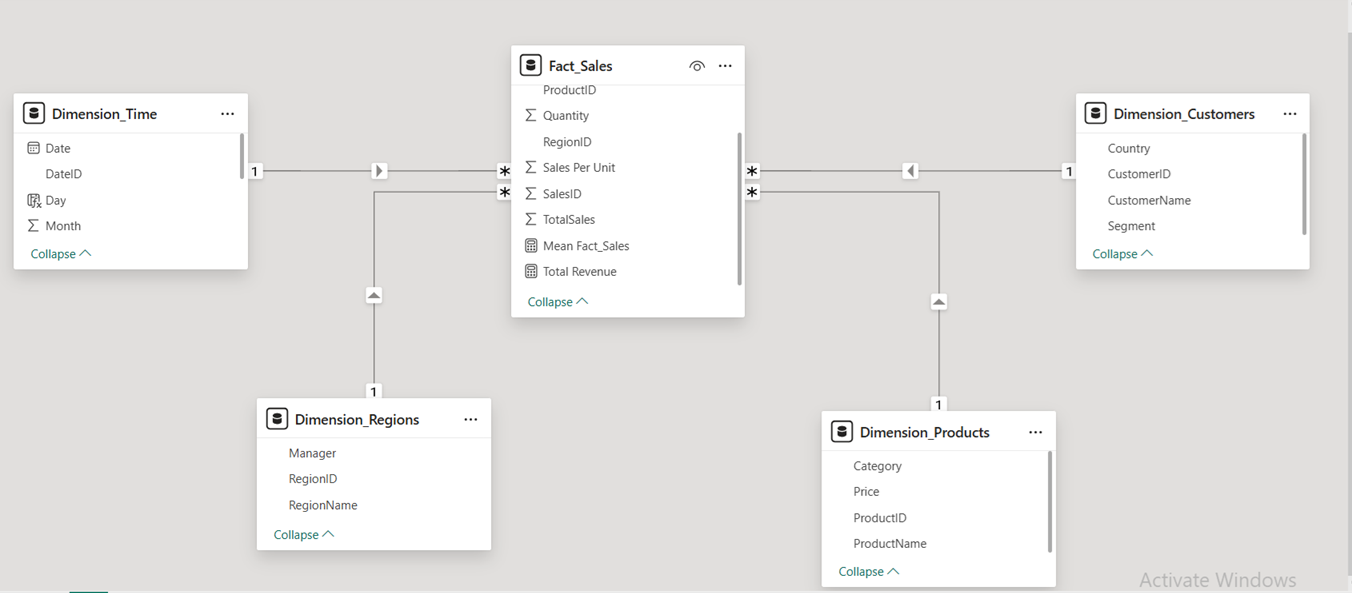 Fact_Sales
ProductID
Quantity
RegionID
Sales Per Unit
SalesID
TotalSales
Mean Fact_Sales
Total Revenue
Collapse
Dimension_Time
Date
DateID
Day
Month
Collapse
Dimension_Customers
Country
CustomerID
CustomerName
Segment
Collapse
1
*
*
1
*
*
1
1
Dimension_Regions
Manager
RegionID
RegionName
Collapse
Dimension_Products
Category
Price
ProductID
ProductName
Collapse
Activate Windows